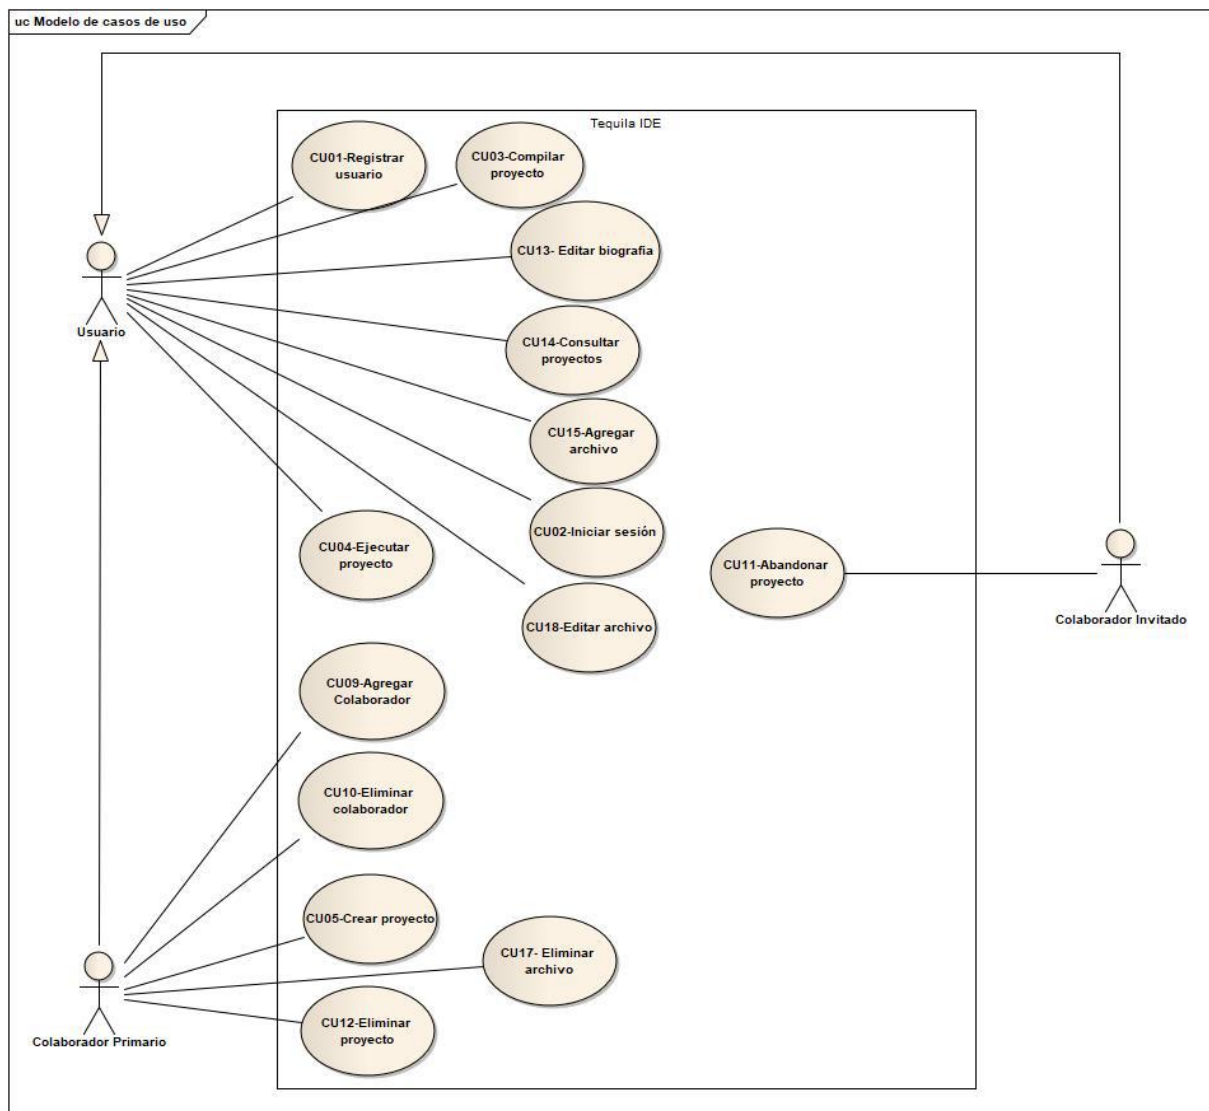 uc Modelo de casos de uso
Tequila IDE
CU01-Registrar
usuario
CU03-Compilar
proyecto
CU13- Editar biografia
CU14-Consultar
proyectos
Usuario
CU15-Agregar
archivo
CU02-Iniciar sesión
CU04-Ejecutar
proyecto
CU11-Abandonar
proyecto
Colaborador Invitado
CU18-Editar archivo
CU09-Agregar
Colaborador
CU10-Eliminar
colaborador
CU05-Crear proyecto
CU17- Eliminar
archivo
CU12-Eliminar
proyecto
Colaborador Primario